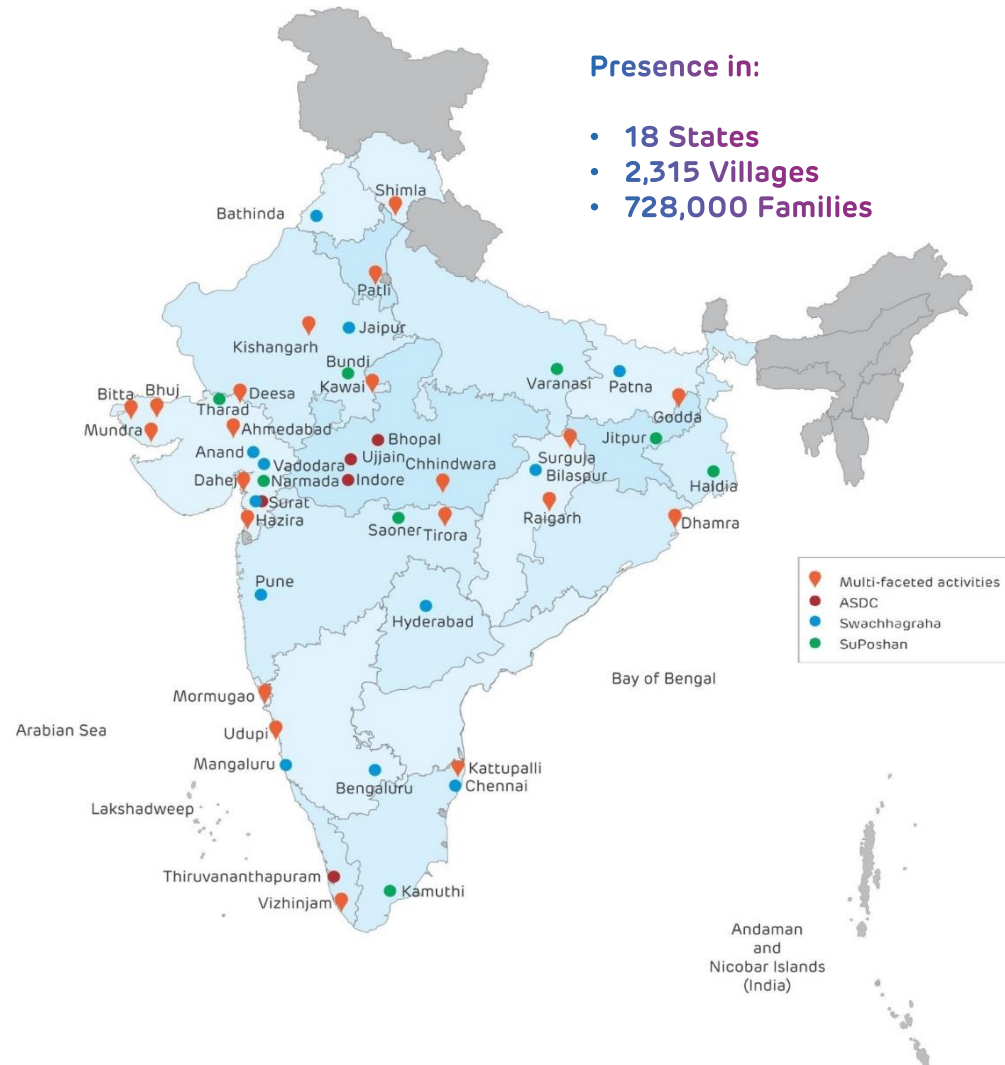 Presence in:
• 18 States
• 2,315 Villages
• 728,000 Families
Shimla
Bathinda
Patli
Jaipur
Kishangarh
Bundi
Kawai
Varanasi
Patna
Bitta
Bhuj
Deesa
Tharad
Godda
Mundra
Ahmedabad
Jitpur
Bhopal
Anand
Ujjain
Surguja
Vadodara
Chhindwara
Bilaspur
Dahej
Narmada
Indore
Haldia
Surat
Raigarh
Hazira
Saoner
Tirora
Dhamra
Pune
Hyderabad
Multi-faceted activities
ASDC
Swachhagraha
SuPoshan
Bay of Bengal
Mormugao
Arabian Sea
Udupi
Mangaluru
Bengaluru
Kattupalli
Chennai
Lakshadweep
Thiruvananthapuram
Kamuthi
Vizhinjam
Andaman
and
Nicobar Islands
(India)